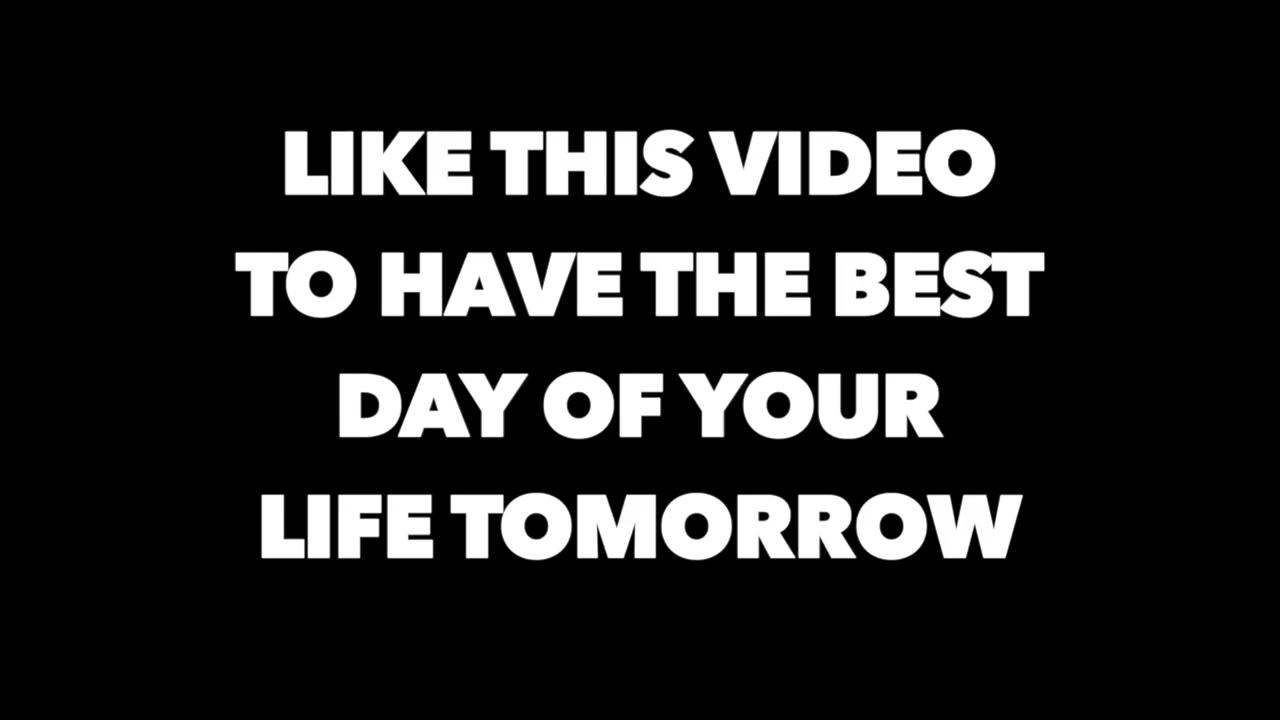 LIKE THIS VIDEO
TO HAVE THE BEST
DAY OF YOUR
LIFE TOMORROW